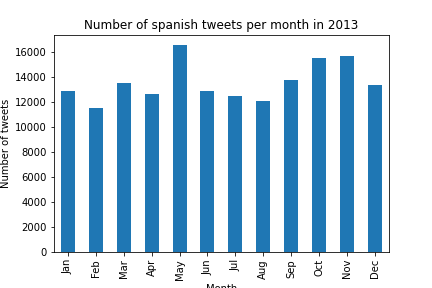 Number of spanish tweets per month in 2013
Number of tweets
16000
14000
12000
10000
8000
6000
4000
2000
0
Jan
Feb
Mar
Apr
May
Jun
Jul
Aug
Sep
Oct
Nov
Dec
Month